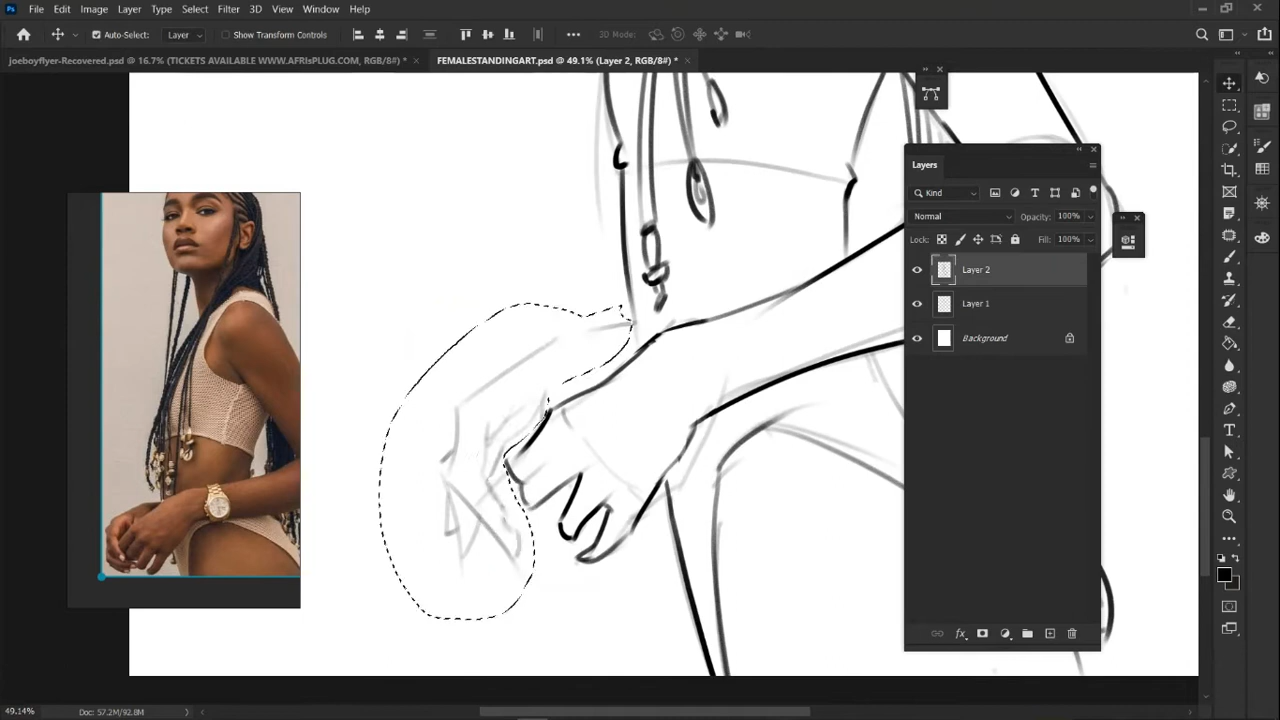 Ps File Edit Image Layer Type Select Filter 3D View Window Help
Auto-Select: Layer Show Transform Controls 3D Mode:
joeboyflyer-Recovered.psd @ 16.7% (TICKETS AVAILABLE WWW.AFRIsPLUG.COM, RGB/8#) * FEMALESTANDINGART.psd @ 49.1% (Layer 2, RGB/8#) *
Layers
Kind
Normal Opacity: 100%
Lock: Fill: 100%
Layer 2
Layer 1
Background
fx
49.14% Doc: 57.2M/92.8M